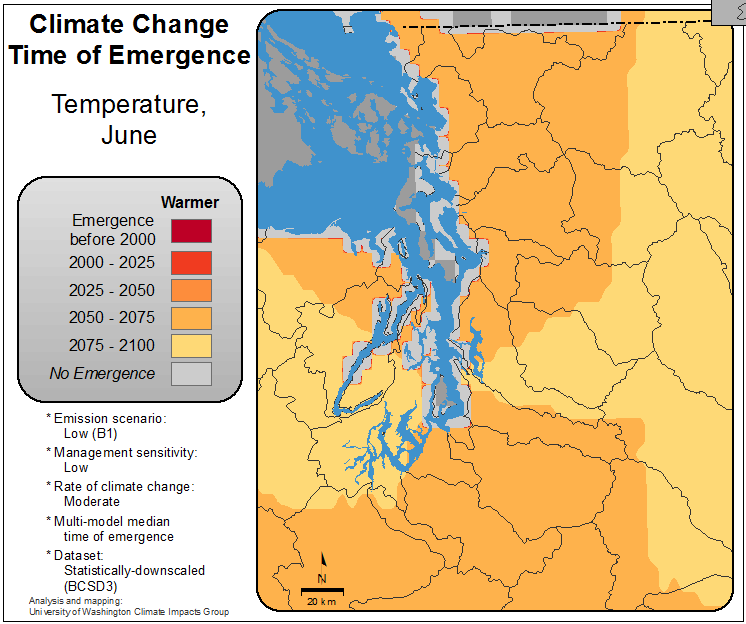 Climate Change
Time of Emergence
Temperature,
June
Warmer
Emergence
before 2000
2000 - 2025
2025 - 2050
2050 - 2075
2075 - 2100
No Emergence
* Emission scenario:
Low (B1)
* Management sensitivity:
Low
* Rate of climate change:
Moderate
* Multi-model median
time of emergence
* Dataset:
Statistically-downscaled
(BCSD3)
Analysis and mapping:
University of Washington Climate Impacts Group
N
20 km